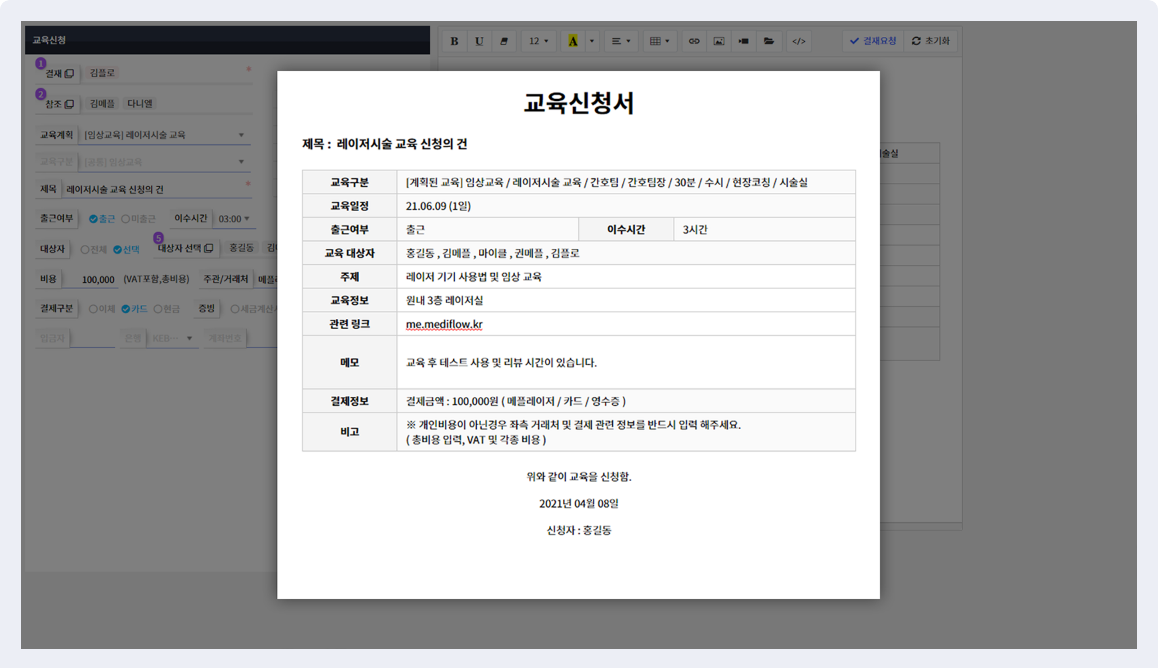 교육신청
B U 12 A </> 결재요청 초기화
1
결재 김플로 *
2
참조 김메플 다니엘
교육계획 [임상교육] 레이저시술 교육
교육구분 [공통] 임상교육
제목 레이저시술 교육 신청의 건 *
출근여부 출근 미출근 이수시간 03:00
5
대상자 전체 선택 대상자 선택 홍길동
비용 100,000 (VAT포함,총비용) 주관/거래처
결제구분 이체 카드 현금 증빙
입금처 은행 KEB 계좌번호
술실
교육신청서
제목 : 레이저시술 교육 신청의 건
교육구분 [계획된 교육] 임상교육 / 레이저시술 교육 / 간호팀 / 간호팀장 / 30분 / 수시 / 현장코칭 / 시술실
교육일정 21.06.09 (1일)
출근여부 출근 이수시간 3시간
교육 대상자 홍길동 , 김메플 , 마이클 , 권메플 , 김플로
주제 레이저 기기 사용법 및 임상 교육
교육정보 원내 3층 레이저실
관련 링크 me.mediflow.kr
메모 교육 후 테스트 사용 및 리뷰 시간이 있습니다.
결제정보 결제금액 : 100,000원 ( 메플레이저 / 카드 / 영수증 )
비고 ※ 개인비용이 아닌경우 좌측 거래처 및 결제 관련 정보를 반드시 입력 해주세요.
( 총비용 입력, VAT 및 각종 비용 )
위와 같이 교육을 신청함.
2021년 04월 08일
신청자 : 홍길동